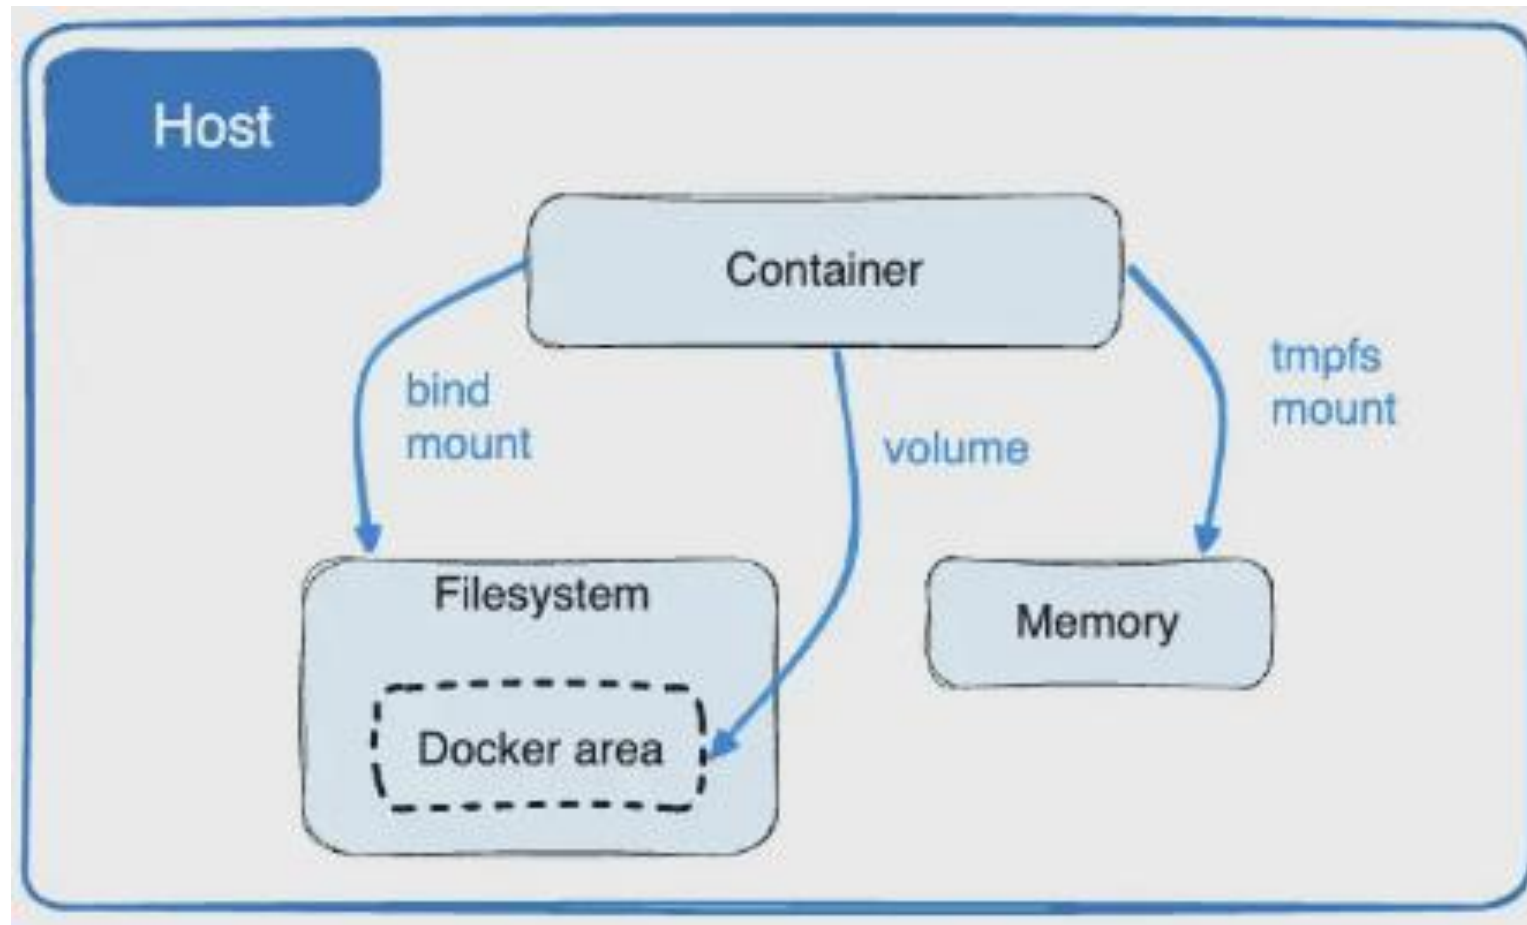 Host
Container
bind
mount
volume
tmpfs
mount
Filesystem
Docker area
Memory